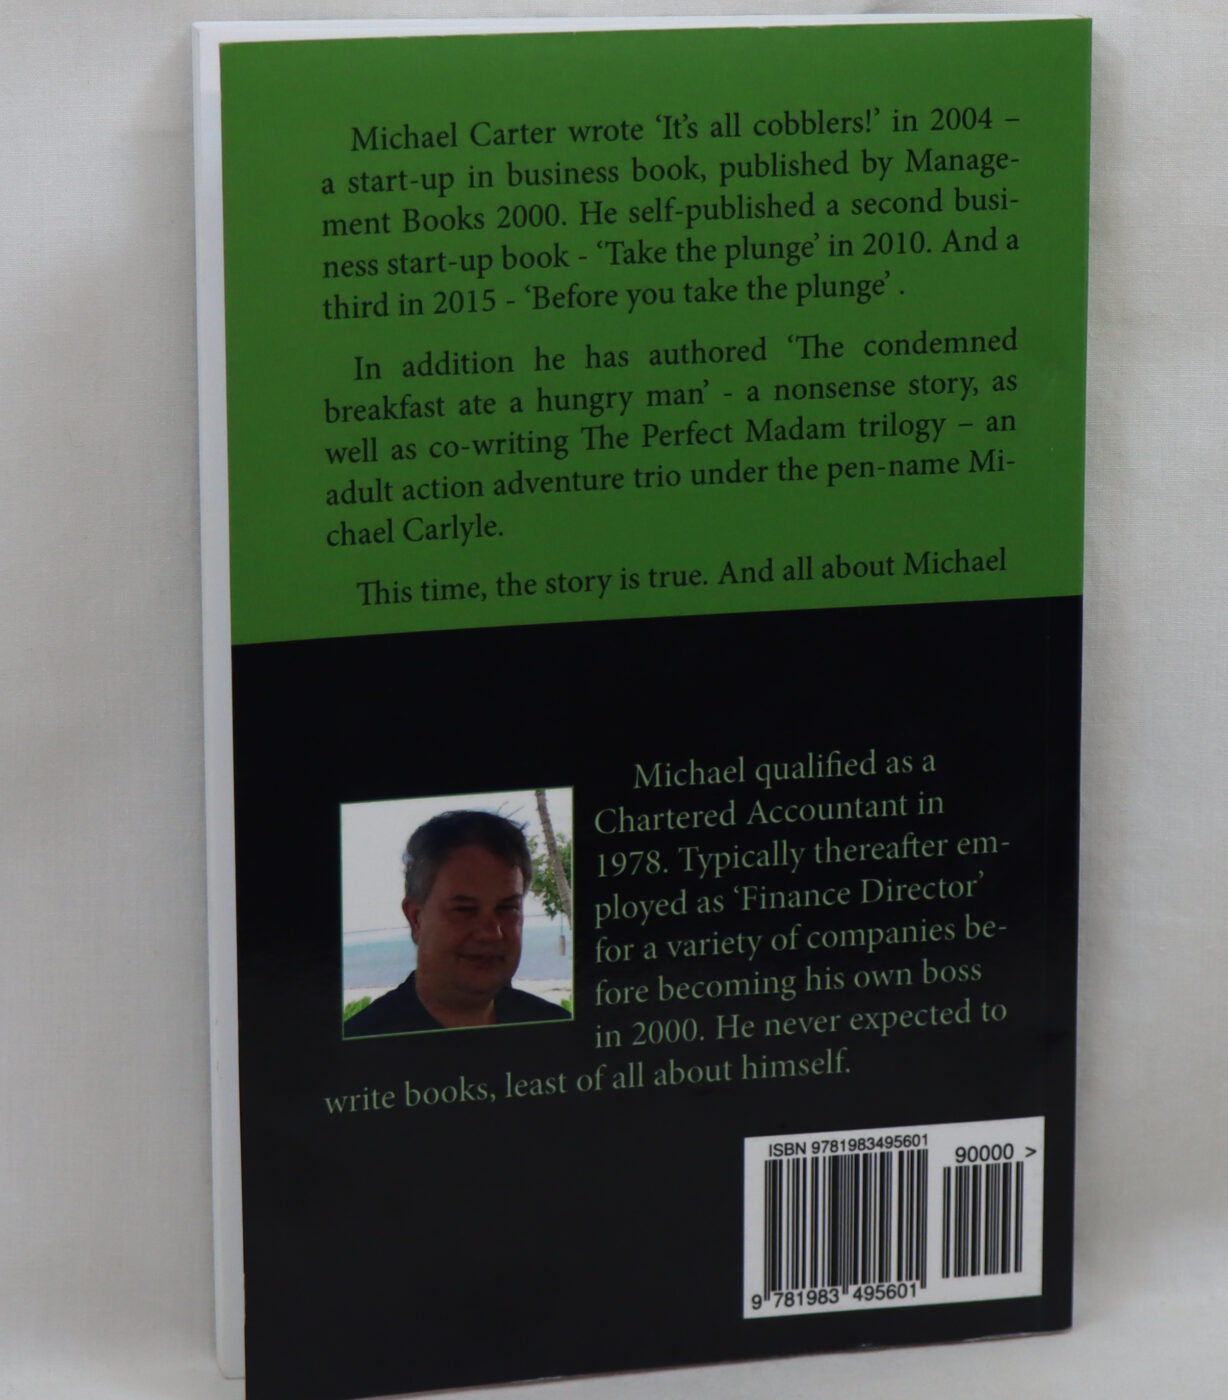 Michael Carter wrote ‘It’s all cobblers!’ in 2004 –
a start-up in business book, published by Manage-
ment Books 2000. He self-published a second busi-
ness start-up book - ‘Take the plunge’ in 2010. And a
third in 2015 - ‘Before you take the plunge’ .
In addition he has authored ‘The condemned
breakfast ate a hungry man’ - a nonsense story, as
well as co-writing The Perfect Madam trilogy – an
adult action adventure trio under the pen-name Mi-
chael Carlyle.
This time, the story is true. And all about Michael
Michael qualified as a
Chartered Accountant in
1978. Typically thereafter em-
ployed as ‘Finance Director’
for a variety of companies be-
fore becoming his own boss
in 2000. He never expected to
write books, least of all about himself.
ISBN 9781983495601
90000 >
9 781983 495601